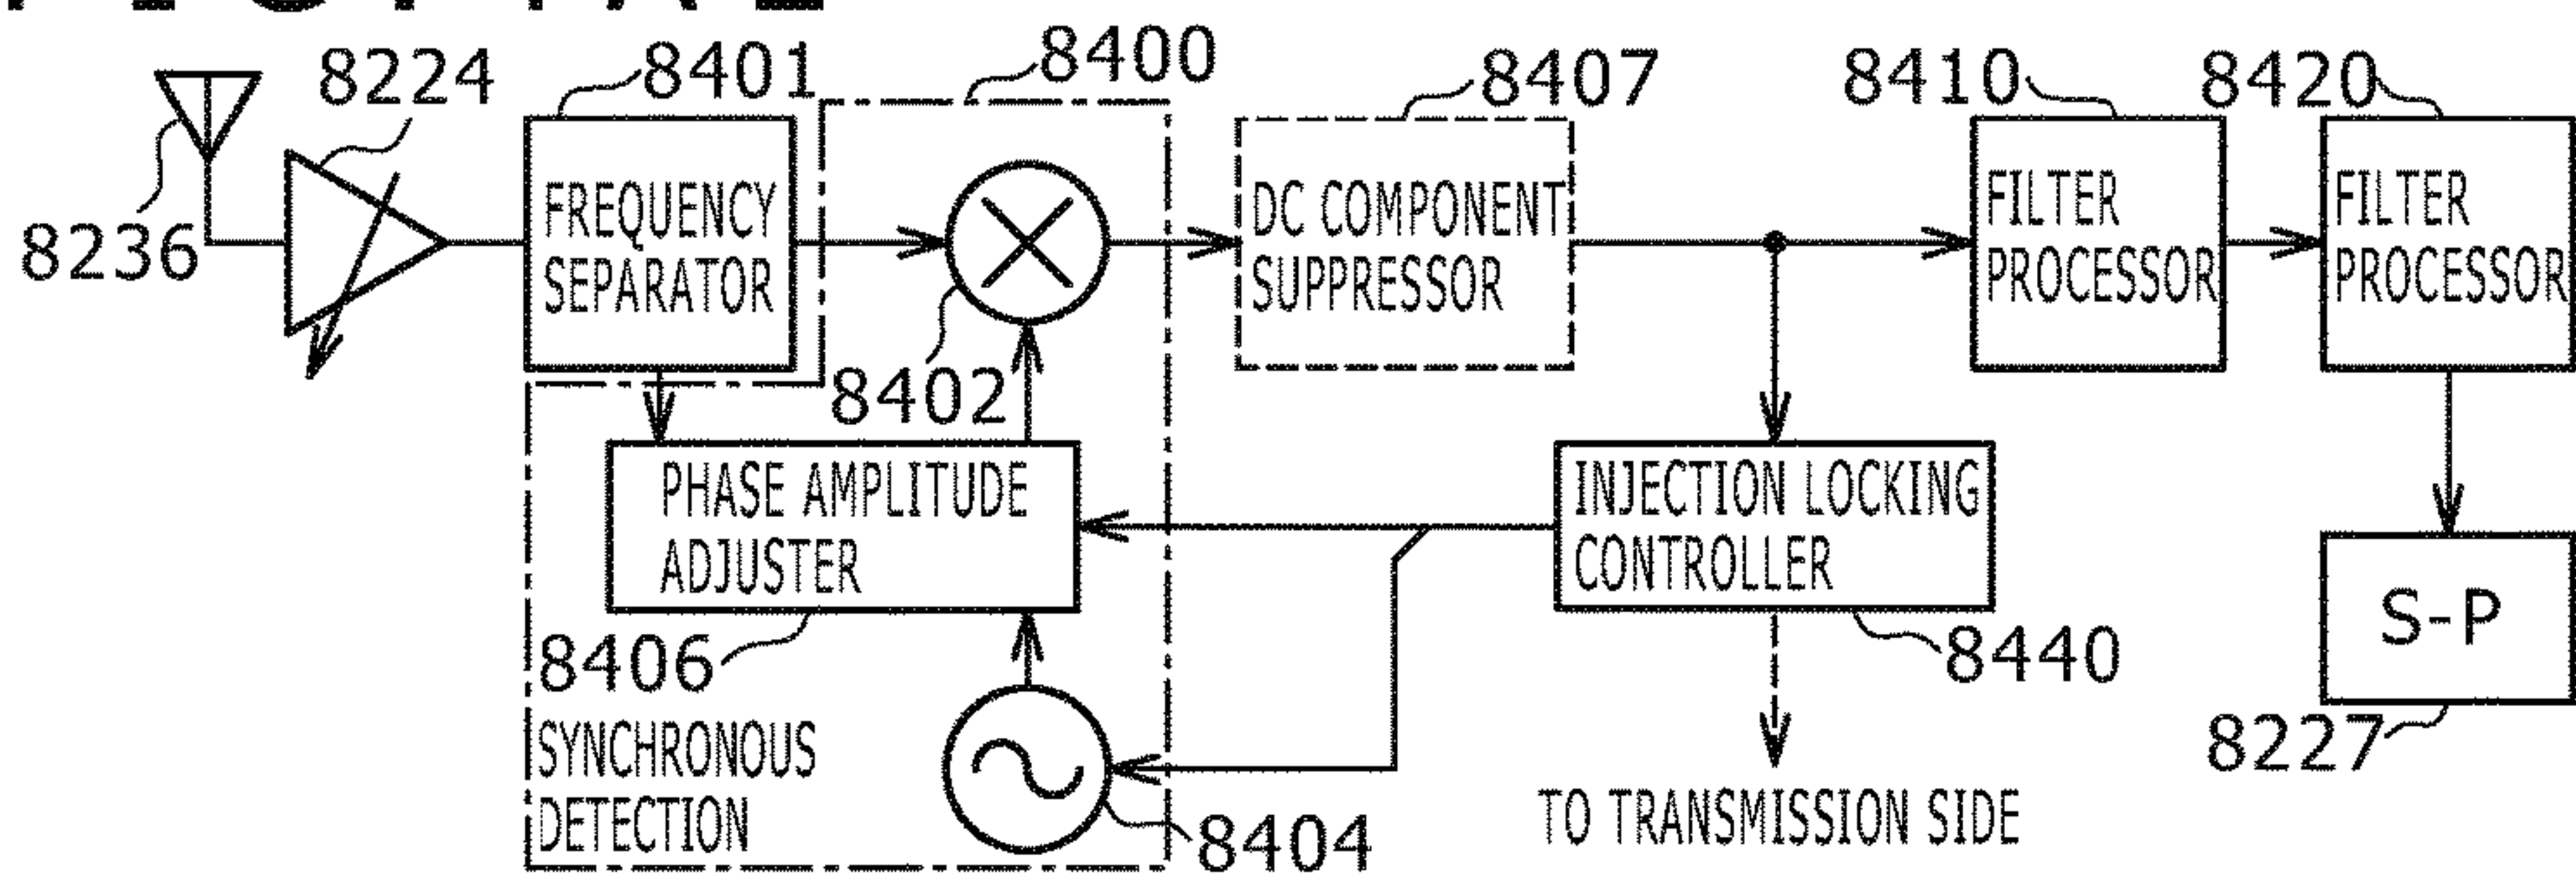 8400
8401
8407
8224
8410
8420
FREQUENCY
SEPARATOR
DC COMPONENT
SUPPRESSOR
FILTER
PROCESSOR
FILTER
PROCESSOR
8236
8402
PHASE AMPLITUDE
ADJUSTER
INJECTION LOCKING
CONTROLLER
S-P
8406
8440
8227
SYNCHRONOUS
DETECTION
8404
TO TRANSMISSION SIDE